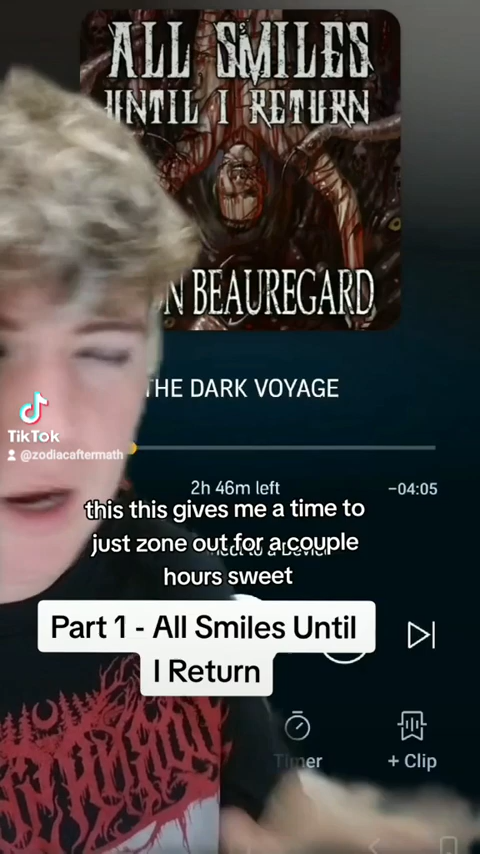 ALL SMILES
UNTIL I RETURN
N BEAUREGARD
THE DARK VOYAGE
TikTok
@zodiacaftermath
2h 46m left
−04:05
this this gives me a time to
just zone out for a couple
hours sweet
Part 1 - All Smiles Until
I Return
Timer
+ Clip